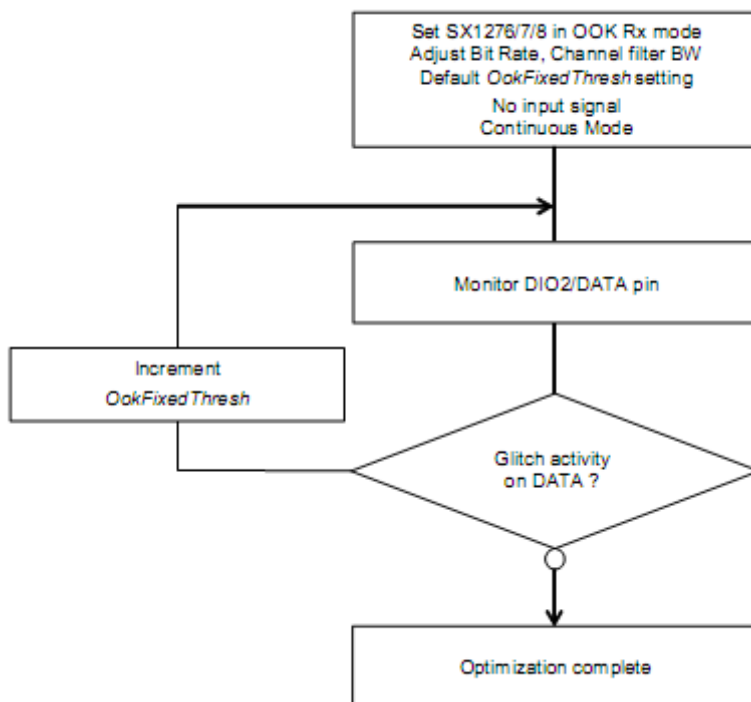 Set SX1276/7/8 in OOK Rx mode
Adjust Bit Rate, Channel filter BW
Default OokFixedThresh setting
No input signal
Continuous Mode
Monitor DIO2/DATA pin
Increment
OokFixedThresh
Glitch activity
on DATA ?
Optimization complete